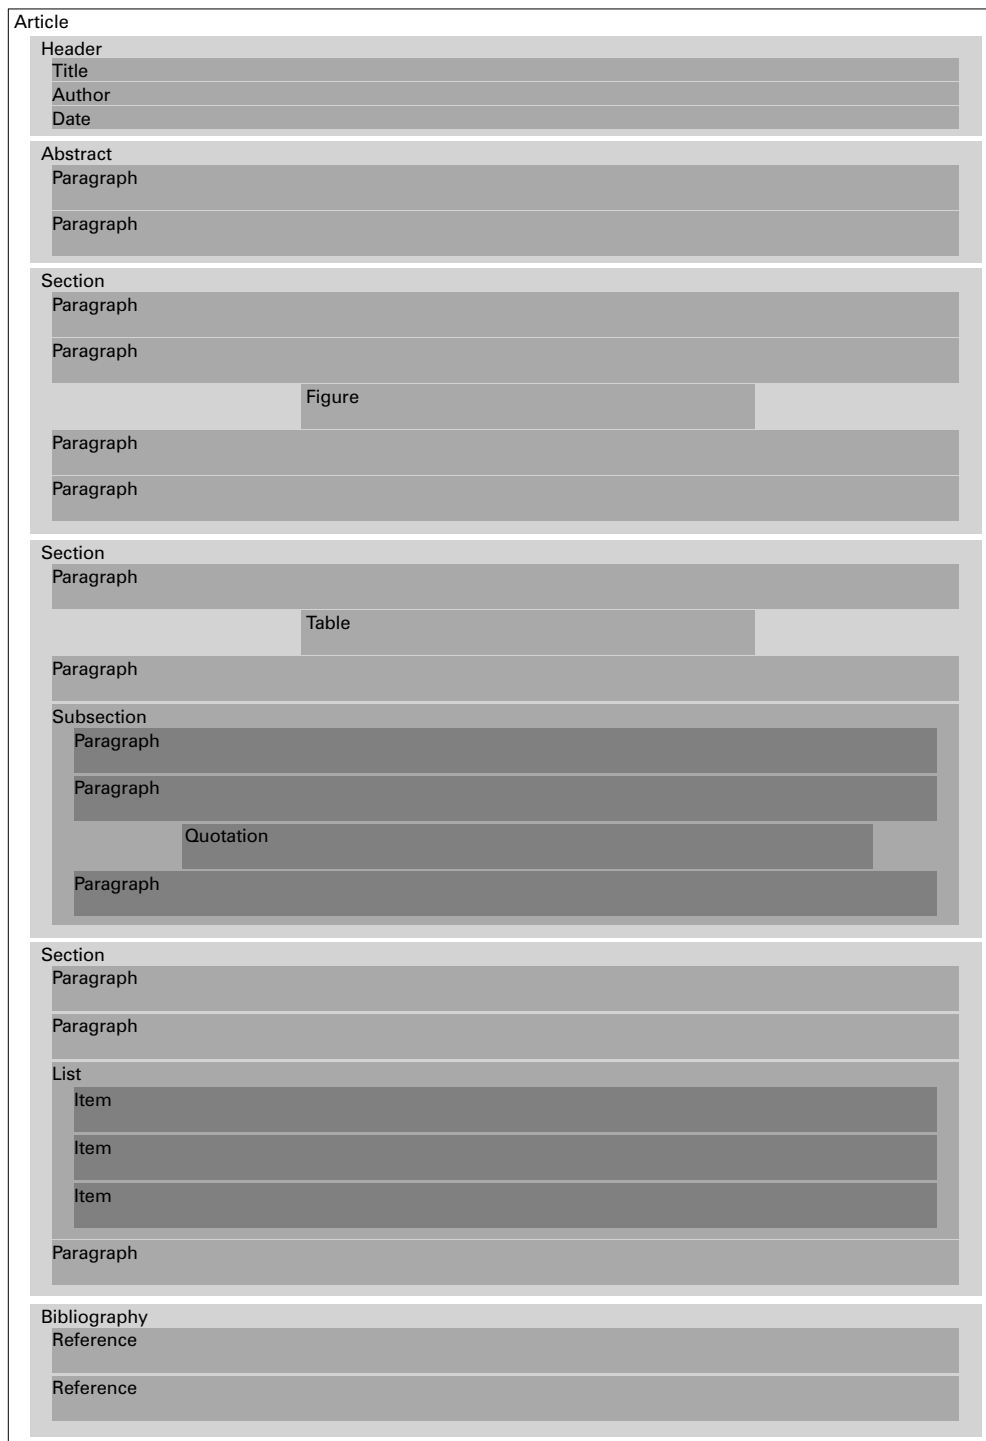 Article
Header
Title
Author
Date
Abstract
Paragraph
Paragraph
Section
Paragraph
Paragraph
Figure
Paragraph
Paragraph
Section
Paragraph
Table
Paragraph
Subsection
Paragraph
Paragraph
Quotation
Paragraph
Section
Paragraph
Paragraph
List
Item
Item
Item
Paragraph
Bibliography
Reference
Reference